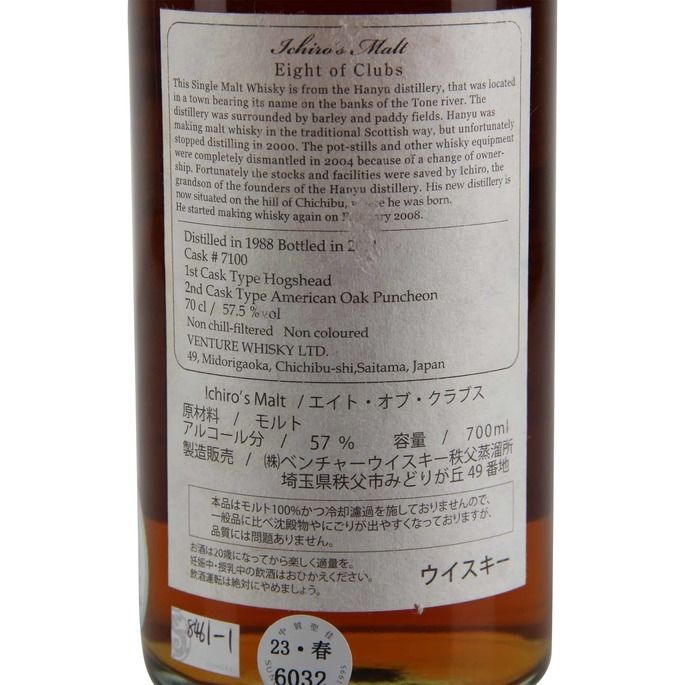 Ichiro's Malt
Eight of Clubs
This Single Malt Whisky is from the Hanyu distillery, that was located
in a town bearing its name on the banks of the Tone river. The
distillery was surrounded by barley and paddy fields. Hanyu was
making malt whisky in the traditional Scottish way, but unfortunately
stopped distilling in 2000. The pot-stills and other whisky equipment
were completely dismantled in 2004 because of a change of owner-
ship. Fortunately the stocks and facilities were saved by Ichiro, the
grandson of the founders of the Hanyu distillery. His new distillery is
now situated on the hill of Chichibu, where he was born.
He started making whisky again on February 2008.
Distilled in 1988 Bottled in
Cask # 7100
1st Cask Type Hogshead
2nd Cask Type American Oak Puncheon
70 cl / 57.5 % vol
Non chill-filtered Non coloured
VENTURE WHISKY LTD.
49, Midorigaoka, Chichibu-shi,Saitama, Japan
Ichiro's Malt / エイト・オブ・クラブス
原材料 / モルト
アルコール分 / 57 % 容量 / 700ml
製造販売 / ㈱ベンチャーウイスキー秩父蒸溜所
埼玉県秩父市みどりが丘 49 番地
本品はモルト100%かつ冷却濾過を施しておりませんので、
一般品に比べ沈殿物やにごりが出やすくなっておりますが、
品質には問題ありません。
お酒は20歳になってから楽しく適量を。
妊娠中・授乳中の飲酒はおひかえください。
飲酒運転は絶対にやめましょう。
ウイスキー
8461-1
中貿聖佳
23・春
6032
1995